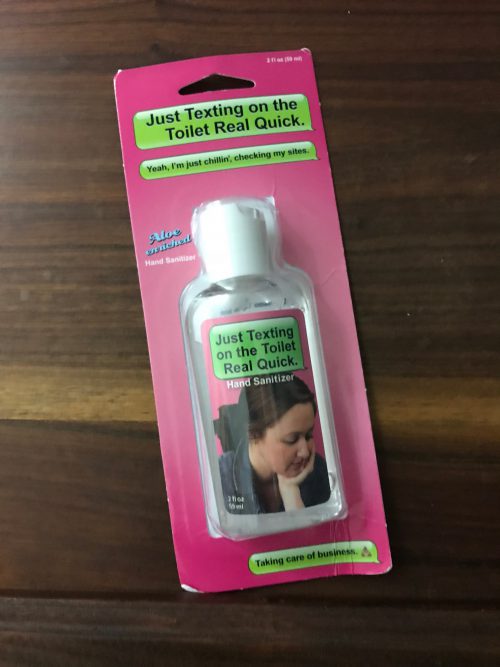 2 fl oz (59 ml)
Just Texting on the
Toilet Real Quick.
Yeah, I'm just chillin', checking my sites.
Aloe
enriched
Hand Sanitizer
Just Texting
on the Toilet
Real Quick.
Hand Sanitizer
2 fl oz
59 ml
Taking care of business.